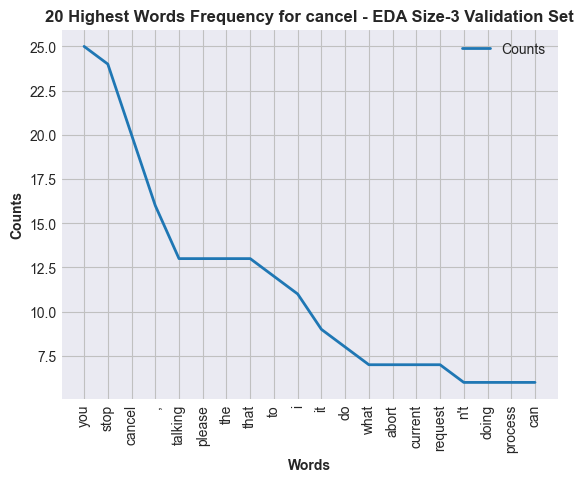 20 Highest Words Frequency for cancel - EDA Size-3 Validation Set
Counts
25.0
22.5
20.0
17.5
15.0
12.5
10.0
7.5
Counts
you
stop
cancel
,
talking
please
the
that
to
i
it
do
what
abort
current
request
n't
doing
process
can
Words